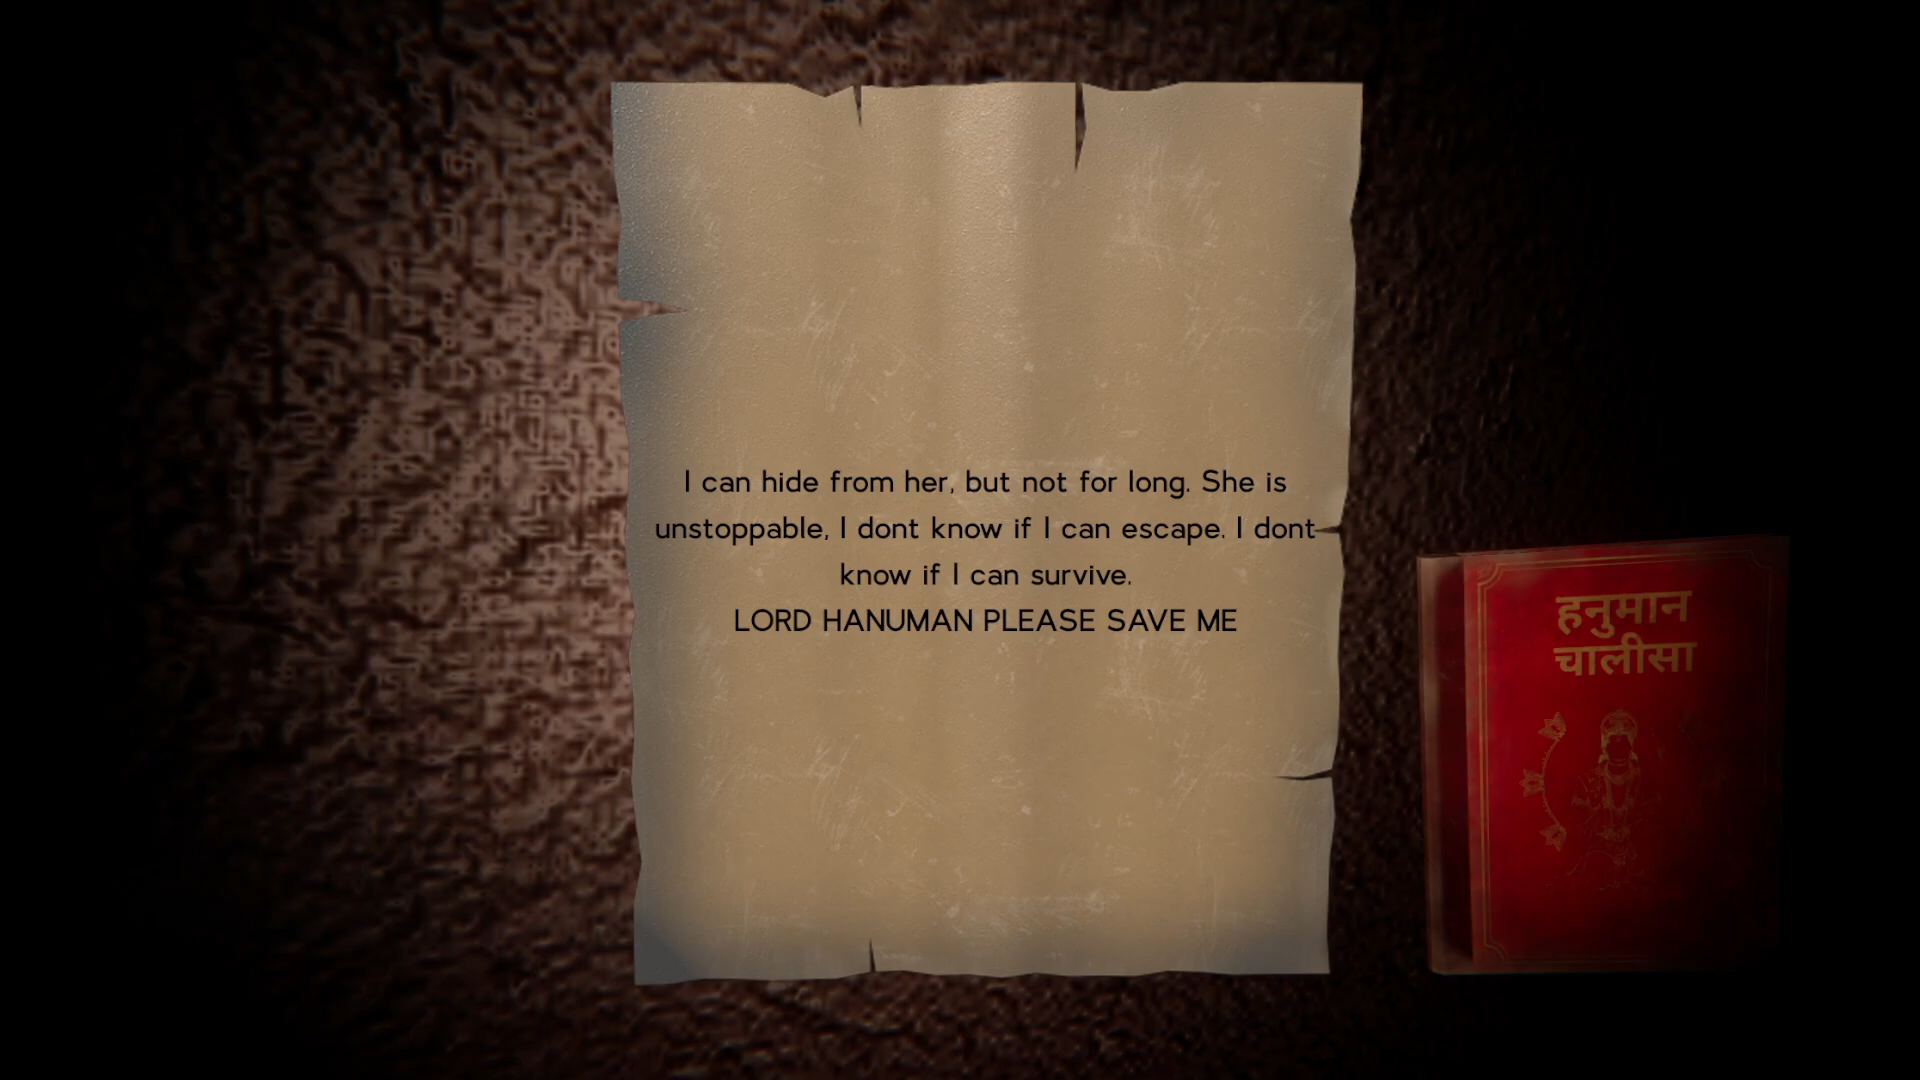 I can hide from her, but not for long. She is
unstoppable, I dont know if I can escape. I dont
know if I can survive.
LORD HANUMAN PLEASE SAVE ME
हनुमान
चालीसा